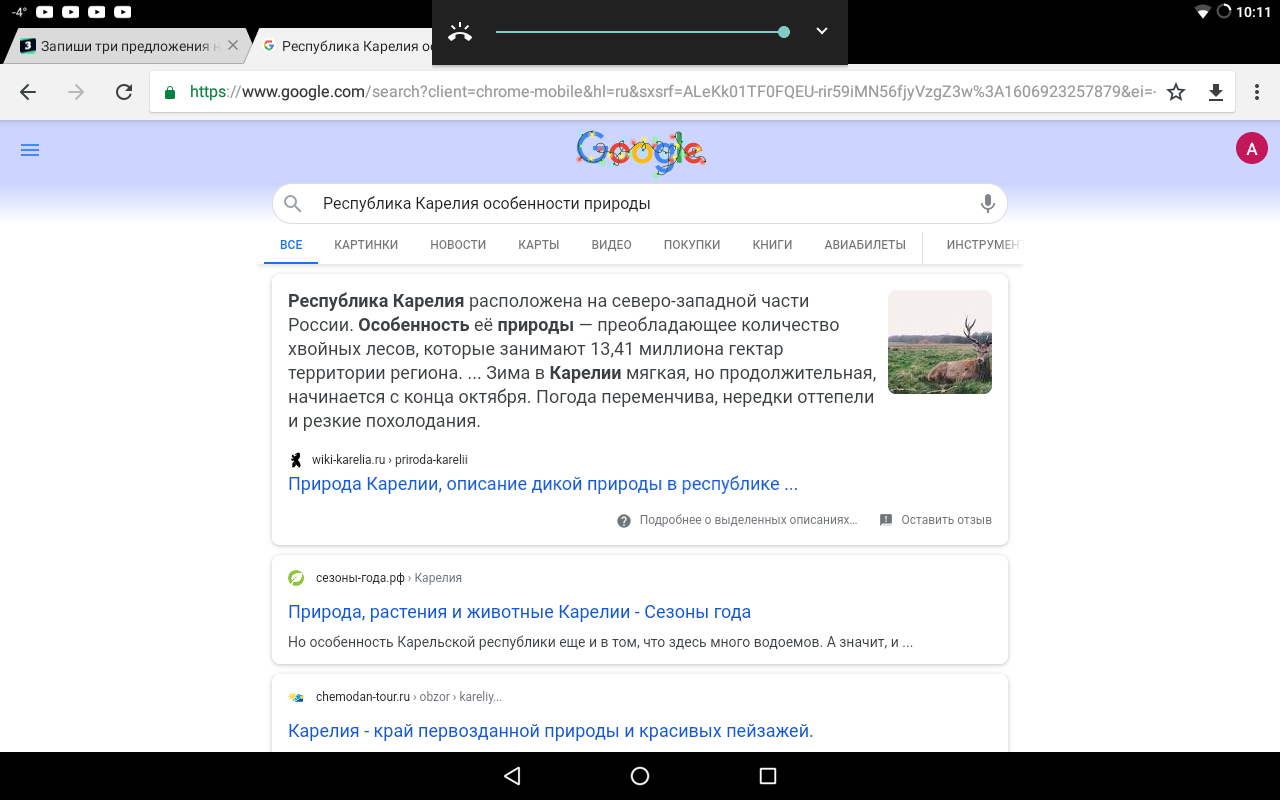 -4° 10:11
Запиши три предложения н
Республика Карелия ос
https://www.google.com/search?client=chrome-mobile&hl=ru&sxsrf=ALeKk01TF0FQEU-rir59iMN56fjyVzgZ3w%3A1606923257879&ei=-
Google A
Республика Карелия особенности природы
ВСЕ КАРТИНКИ НОВОСТИ КАРТЫ ВИДЕО ПОКУПКИ КНИГИ АВИАБИЛЕТЫ ИНСТРУМЕНТ
Республика Карелия расположена на северо-западной части
России. Особенность её природы — преобладающее количество
хвойных лесов, которые занимают 13,41 миллиона гектар
территории региона. ... Зима в Карелии мягкая, но продолжительная,
начинается с конца октября. Погода переменчива, нередки оттепели
и резкие похолодания.
wiki-karelia.ru › priroda-karelii
Природа Карелии, описание дикой природы в республике ...
Подробнее о выделенных описаниях… Оставить отзыв
сезоны-года.рф › Карелия
Природа, растения и животные Карелии - Сезоны года
Но особенность Карельской республики еще и в том, что здесь много водоемов. А значит, и ...
chemodan-tour.ru › obzor › kareliy...
Карелия - край первозданной природы и красивых пейзажей.